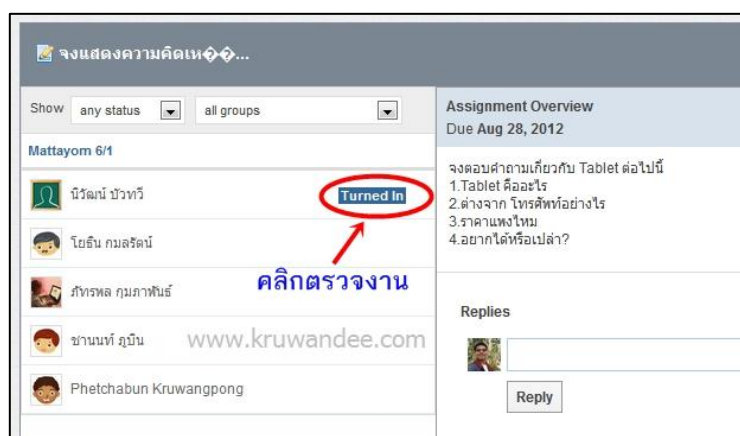 จงแสดงความคิดเห��...
Show any status all groups
Mattayom 6/1
นิวัฒน์ บัวทวี Turned In
โยธิน กมลรัตน์
คลิกตรวจงาน
ภัทรพล กุมภาพันธ์
ชานนท์ ภูบิน
www.kruwandee.com
Phetchabun Kruwangpong
Assignment Overview
Due Aug 28, 2012
จงตอบคำถามเกี่ยวกับ Tablet ต่อไปนี้
1.Tablet คืออะไร
2.ต่างจาก โทรศัพท์อย่างไร
3.ราคาแพงไหม
4.อยากได้หรือเปล่า?
Replies
Reply